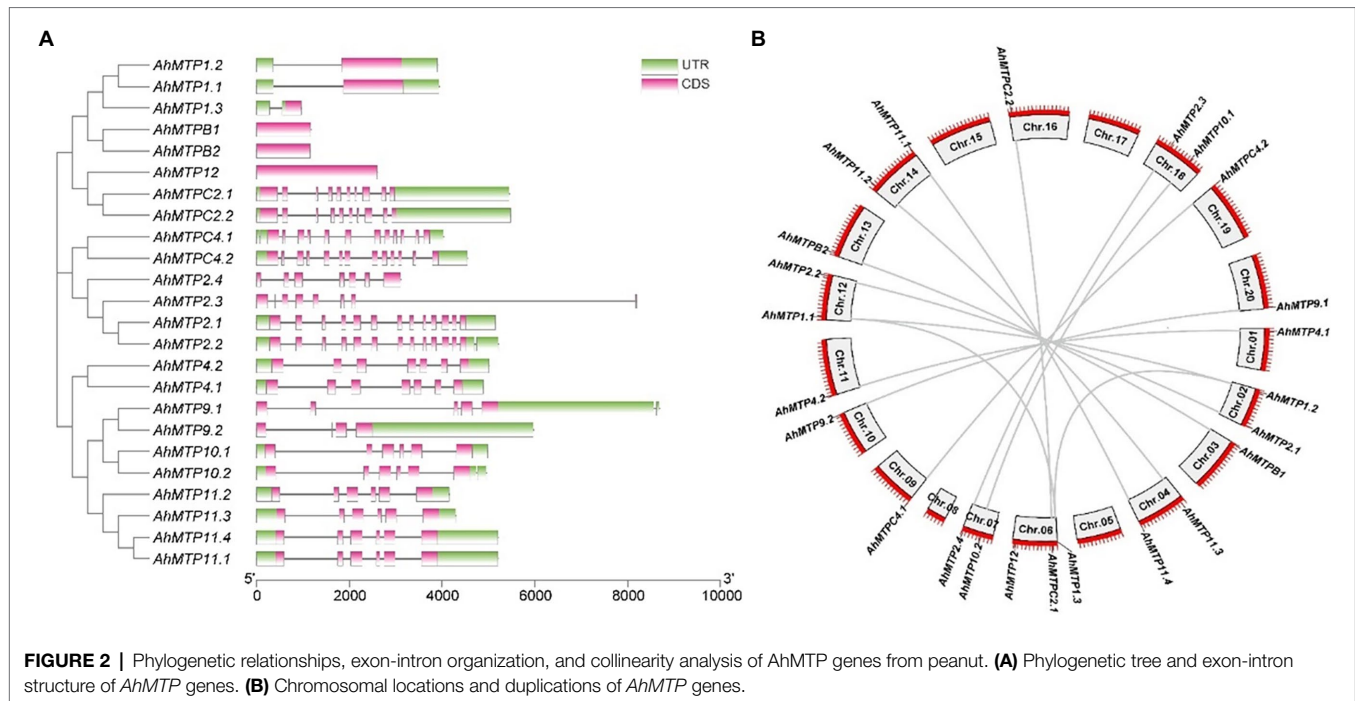 A
AhMTP1.2
AhMTP1.1
AhMTP1.3
AhMTPB1
AhMTPB2
AhMTP12
AhMTPC2.1
AhMTPC2.2
AhMTPC4.1
AhMTPC4.2
AhMTP2.4
AhMTP2.3
AhMTP2.1
AhMTP2.2
AhMTP4.2
AhMTP4.1
AhMTP9.1
AhMTP9.2
AhMTP10.1
AhMTP10.2
AhMTP11.2
AhMTP11.3
AhMTP11.4
AhMTP11.1
UTR
CDS
5' 3'
0 2000 4000 6000 8000 10000
B
AhMTPC2.2
AhMTP2.3
AhMTP10.1
AhMTPC4.2
AhMTP9.1
AhMTP4.1
AhMTP1.2
AhMTP2.1
AhMTPB1
AhMTP11.3
AhMTP11.4
AhMTP1.3
AhMTPC2.1
AhMTP12
AhMTP10.2
AhMTP2.4
AhMTPC4.1
AhMTP9.2
AhMTP4.2
AhMTP1.1
AhMTP2.2
AhMTPB2
AhMTP11.2
AhMTP11.1
Chr.16
Chr.17
Chr.18
Chr.19
Chr.20
Chr.01
Chr.02
Chr.03
Chr.04
Chr.05
Chr.06
Chr.07
Chr.08
Chr.09
Chr.10
Chr.11
Chr.12
Chr.13
Chr.14
Chr.15
FIGURE 2 | Phylogenetic relationships, exon-intron organization, and collinearity analysis of AhMTP genes from peanut. (A) Phylogenetic tree and exon-intron
structure of AhMTP genes. (B) Chromosomal locations and duplications of AhMTP genes.